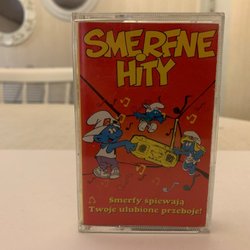 SMERFNE
HiTY
Smerfy śpiewają
Twoje ulubione przeboje!